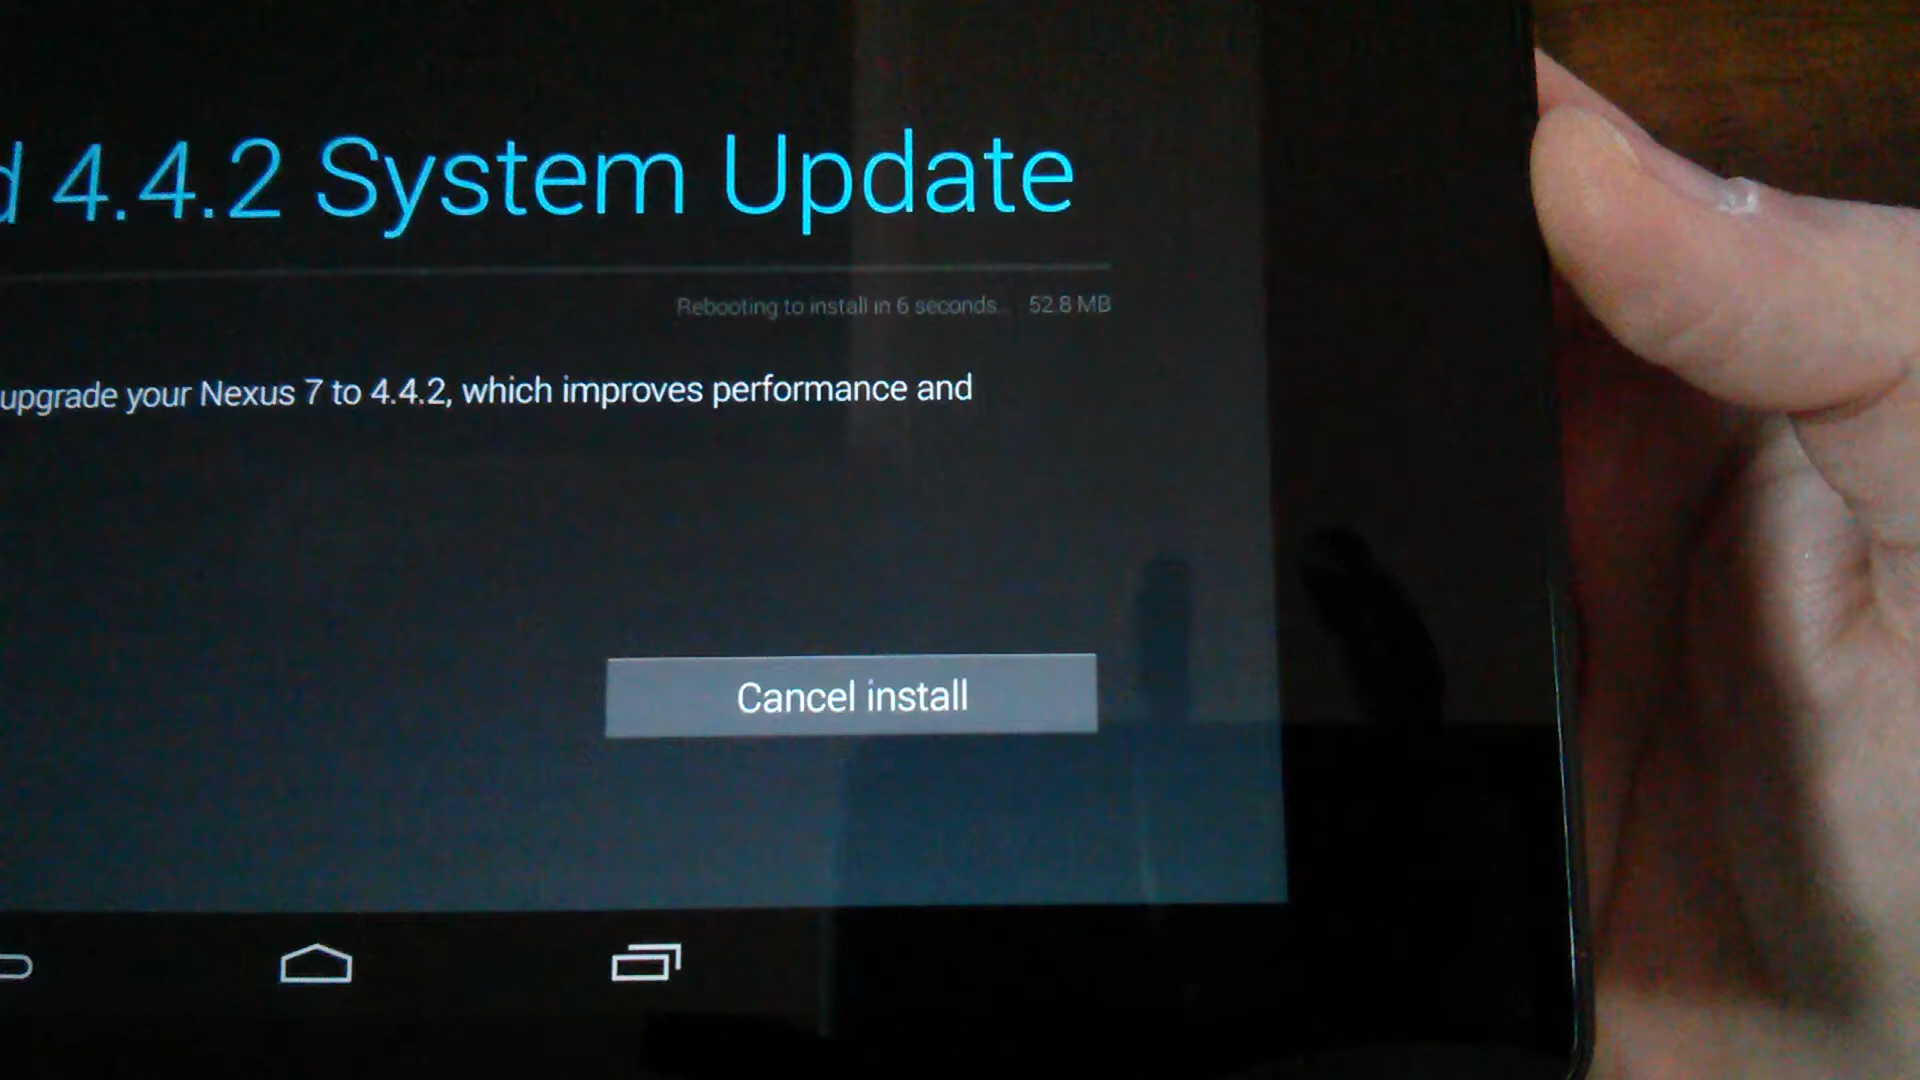 4.4.2 System Update
Rebooting to install in 6 seconds... 52.8 MB
upgrade your Nexus 7 to 4.4.2, which improves performance and
Cancel install